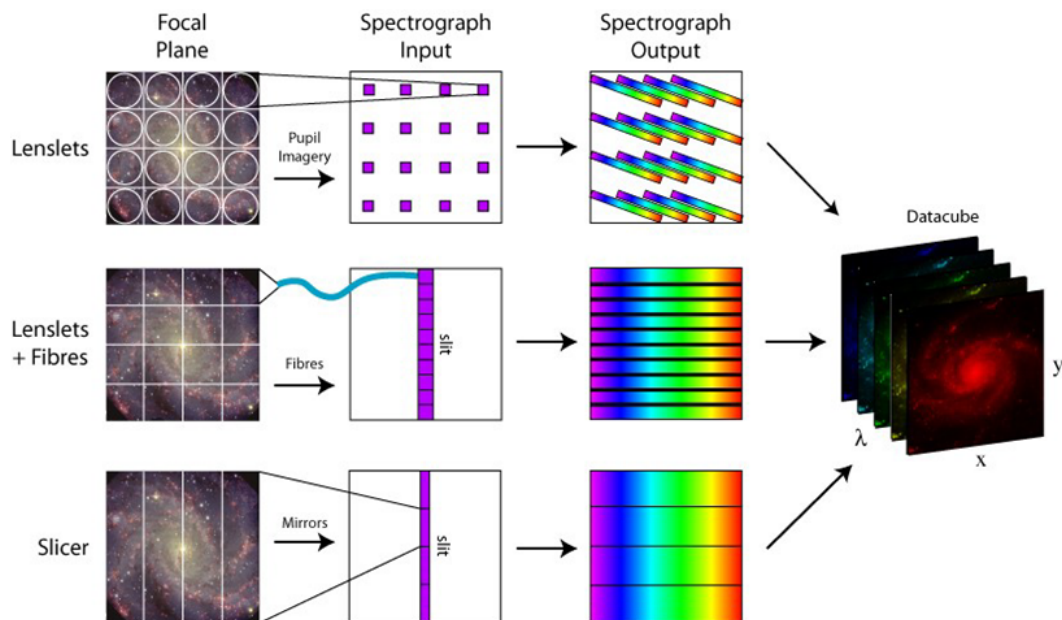 Focal
Plane
Spectrograph
Input
Spectrograph
Output
Lenslets
Pupil
Imagery
Datacube
Lenslets
+ Fibres
Fibres
slit
y
λ
x
Slicer
Mirrors
slit